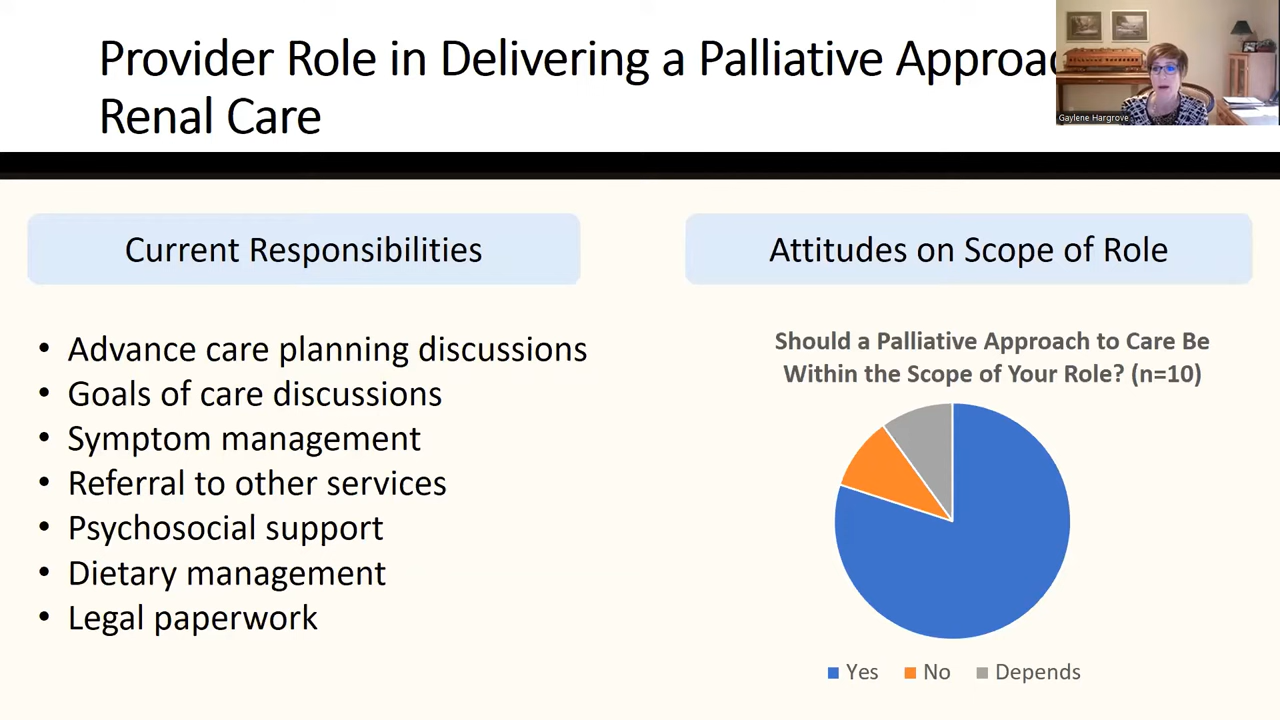 Provider Role in Delivering a Palliative Approac
Renal Care
Gaylene Hargrove
Current Responsibilities
• Advance care planning discussions
• Goals of care discussions
• Symptom management
• Referral to other services
• Psychosocial support
• Dietary management
• Legal paperwork
Attitudes on Scope of Role
Should a Palliative Approach to Care Be
Within the Scope of Your Role? (n=10)
Yes No Depends